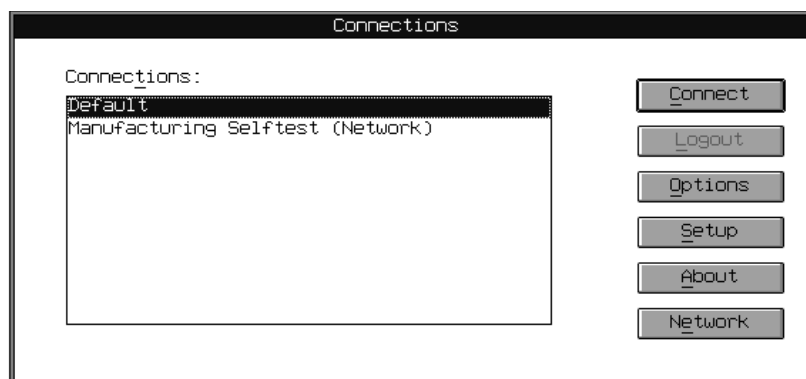 Connections
Connections:
Default
Manufacturing Selftest (Network)
Connect
Logout
Options
Setup
About
Network